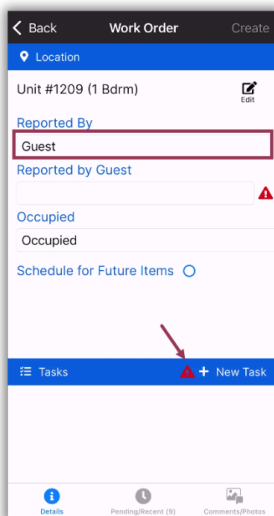 Back Work Order Create
Location
Unit #1209 (1 Bdrm)
Edit
Reported By
Guest
Reported by Guest
Occupied
Occupied
Schedule for Future Items
Tasks + New Task
Details Pending/Recent (9) Comments/Photos